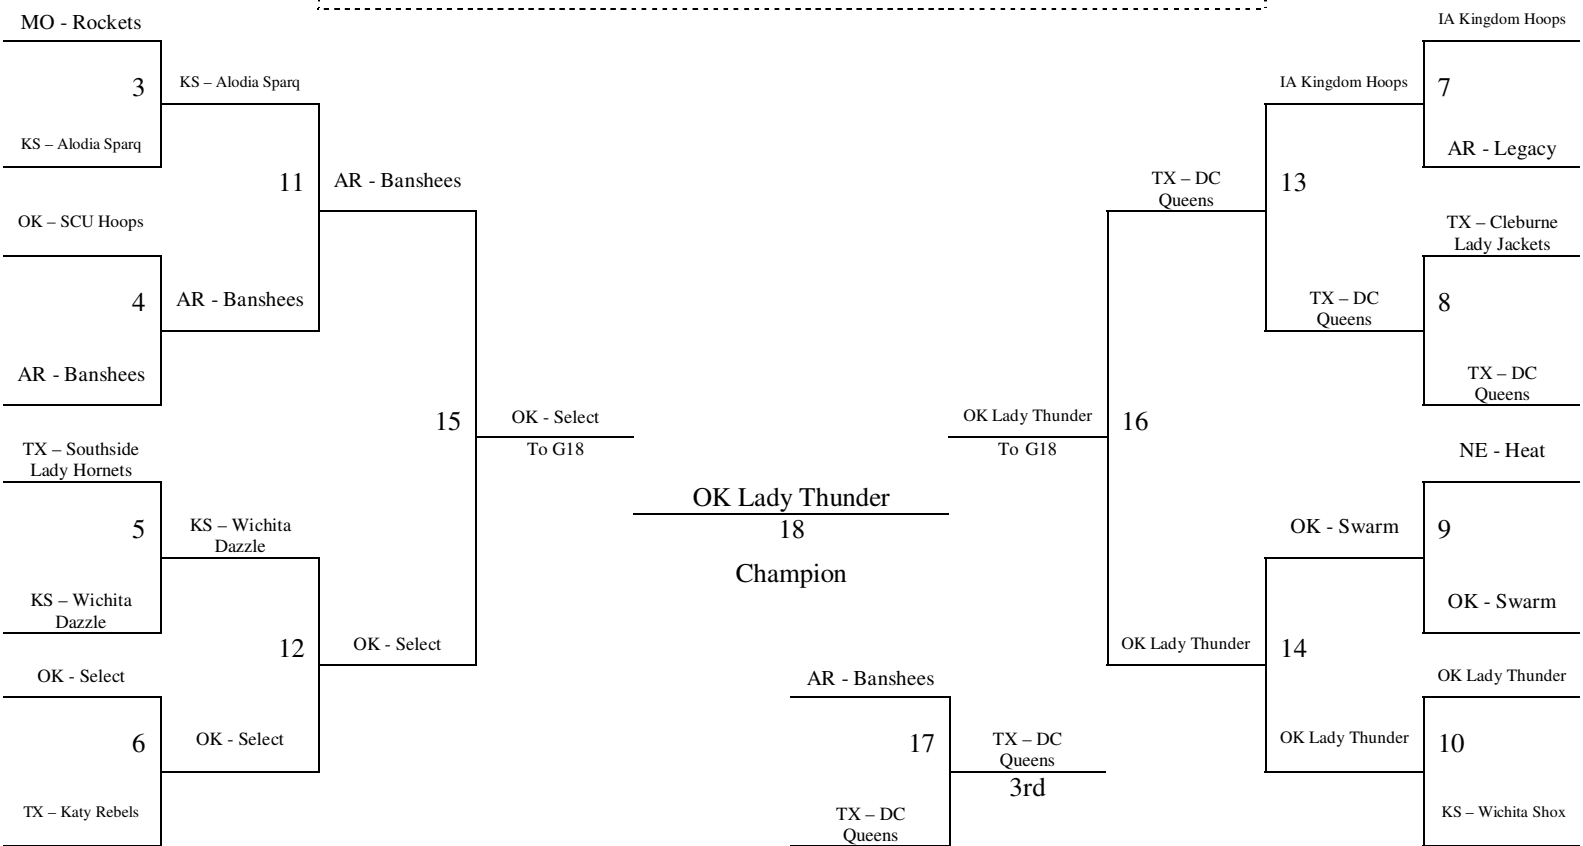 MO - Rockets
3
KS – Alodia Sparq
KS – Alodia Sparq
11
AR - Banshees
OK – SCU Hoops
4
AR - Banshees
AR - Banshees
15
OK - Select
To G18
TX – Southside
Lady Hornets
5
KS – Wichita
Dazzle
KS – Wichita
Dazzle
12
OK - Select
OK - Select
6
OK - Select
TX – Katy Rebels
OK Lady Thunder
18
Champion
AR - Banshees
17
TX – DC
Queens
3rd
TX – DC
Queens
IA Kingdom Hoops
IA Kingdom Hoops
7
AR - Legacy
TX – DC
Queens
13
TX – Cleburne
Lady Jackets
TX – DC
Queens
8
TX – DC
Queens
OK Lady Thunder
To G18
16
NE - Heat
OK - Swarm
9
OK - Swarm
OK Lady Thunder
14
OK Lady Thunder
OK Lady Thunder
10
KS – Wichita Shox